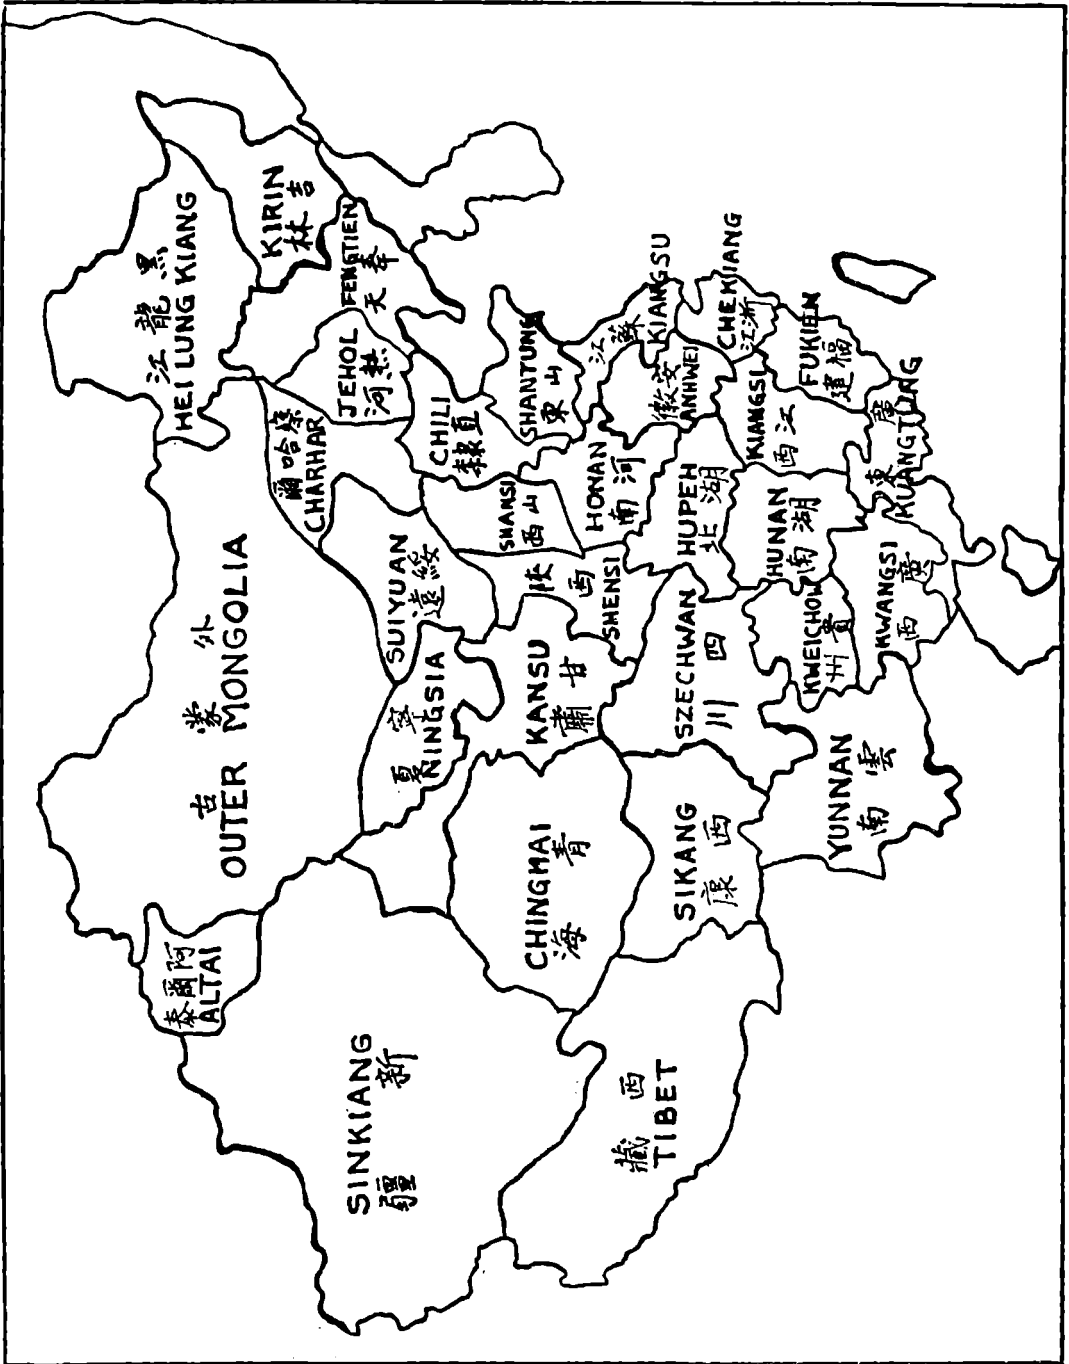 黑龍江
HEI LUNG KIANG
KIRIN
吉林
FENGTIEN
奉天
JEHOL
熱河
察哈爾
CHARHAR
外蒙古
OUTER MONGOLIA
阿爾泰
ALTAI
SUIYUAN
綏遠
寧夏
NINGSIA
CHILI
直隸
SHANTUNG
山東
SHANSI
山西
陝西
SHENSI
KANSU
甘肅
CHINGMAI
青海
SINKIANG
新疆
HONAN
河南
江蘇
KIANGSU
安徽
ANHWEI
CHEKIANG
浙江
HUPEH
湖北
SZECHWAN
四川
SIKANG
西康
西藏
TIBET
KIANGSI
江西
FUKIEN
福建
HUNAN
湖南
KWEICHOW
貴州
YUNNAN
雲南
KWANGSI
廣西
廣東
KUANGTUNG